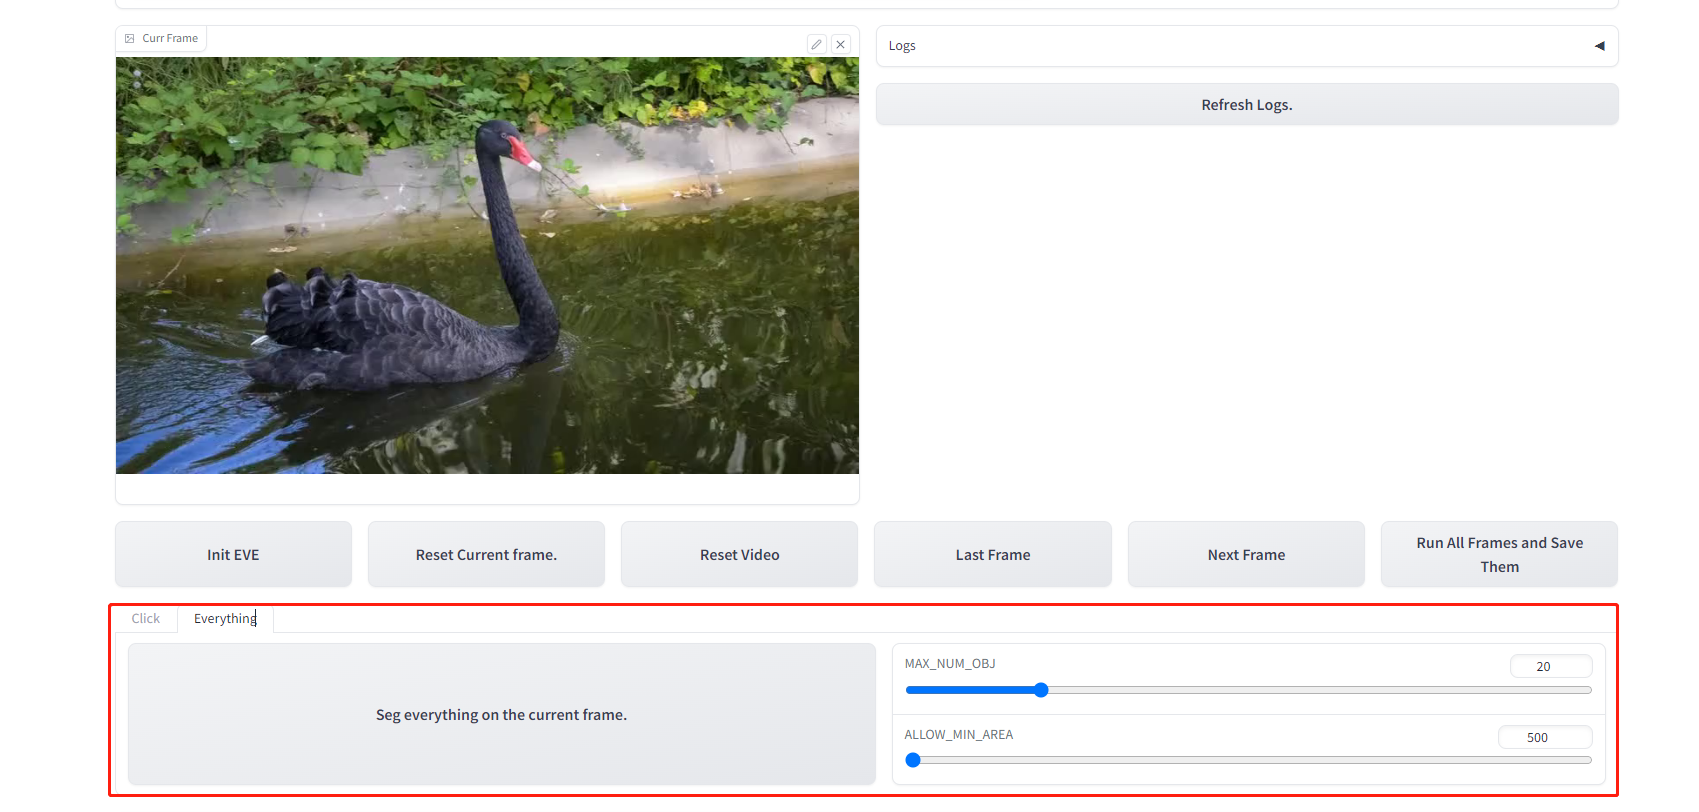 Curr Frame
Logs
Refresh Logs.
Init EVE
Reset Current frame.
Reset Video
Last Frame
Next Frame
Run All Frames and Save
Them
Click
Everything
Seg everything on the current frame.
MAX_NUM_OBJ
20
ALLOW_MIN_AREA
500